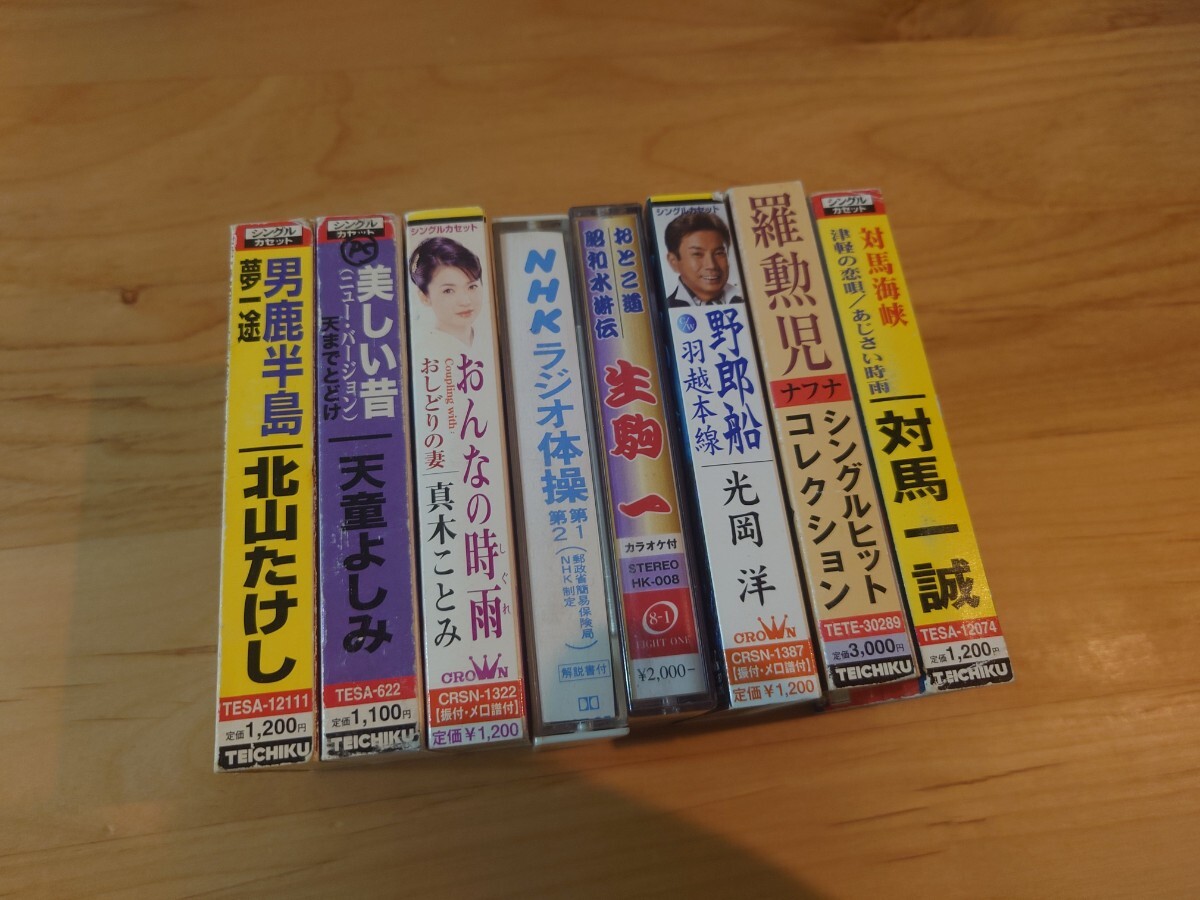 シングル
カセット
男鹿半島
夢一途
北山たけし
TESA-12111
定価1,200円
TEICHIKU
シングル
カセット
美しい昔
(ニュー・バージョン)
天までとどけ
天童よしみ
TESA-622
定価1,100円
TEICHIKU
シングルカセット
おんなの時雨
しぐれ
Coupling with
おしどりの妻
真木ことみ
CROWN
CRSN-1322
【振付・メロ譜付】
定価¥1,200
NHKラジオ体操
第1
第2
(郵政省簡易保険局)
NHK制定
解説書付
おとこ道
昭和水滸伝
生駒一
カラオケ付
STEREO
HK-008
8-1
EIGHT ONE
¥2,000-
シングルカセット
野郎船
C/W
羽越本線
光岡洋
CROWN
CRSN-1387
【振付・メロ譜付】
定価¥1,200
羅勲児
ナフナ
シングルヒット
コレクション
TETE-30289
定価3,000円
TEICHIKU
シングル
カセット
対馬海峡
津軽の恋唄/あじさい時雨
対馬一誠
TESA-12074
定価1,200円
TEICHIKU